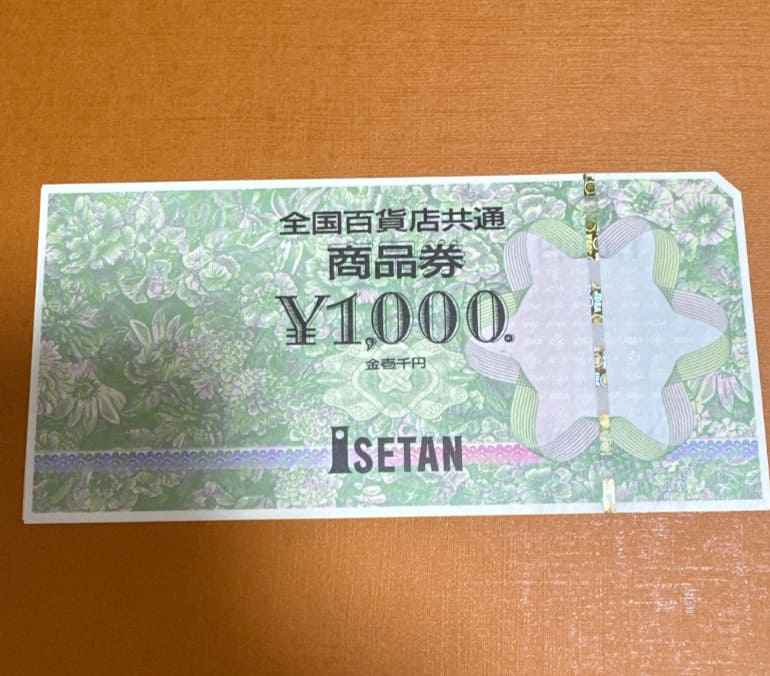 全国百貨店共通
商品券
¥1,000.
金壱千円
ISETAN